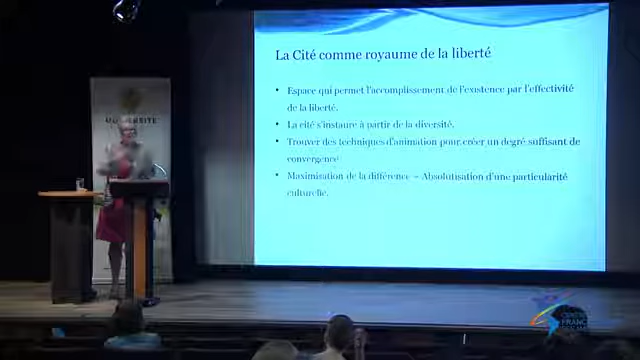 La Cité comme royaume de la liberté
• Espace qui permet l'accomplissement de l'existence par l'effectivité
de la liberté.
• La cité s'instaure à partir de la diversité.
• Trouver des techniques d'animation pour créer un degré suffisant de
convergence
• Maximisation de la différence – Absolutisation d'une particularité
culturelle.